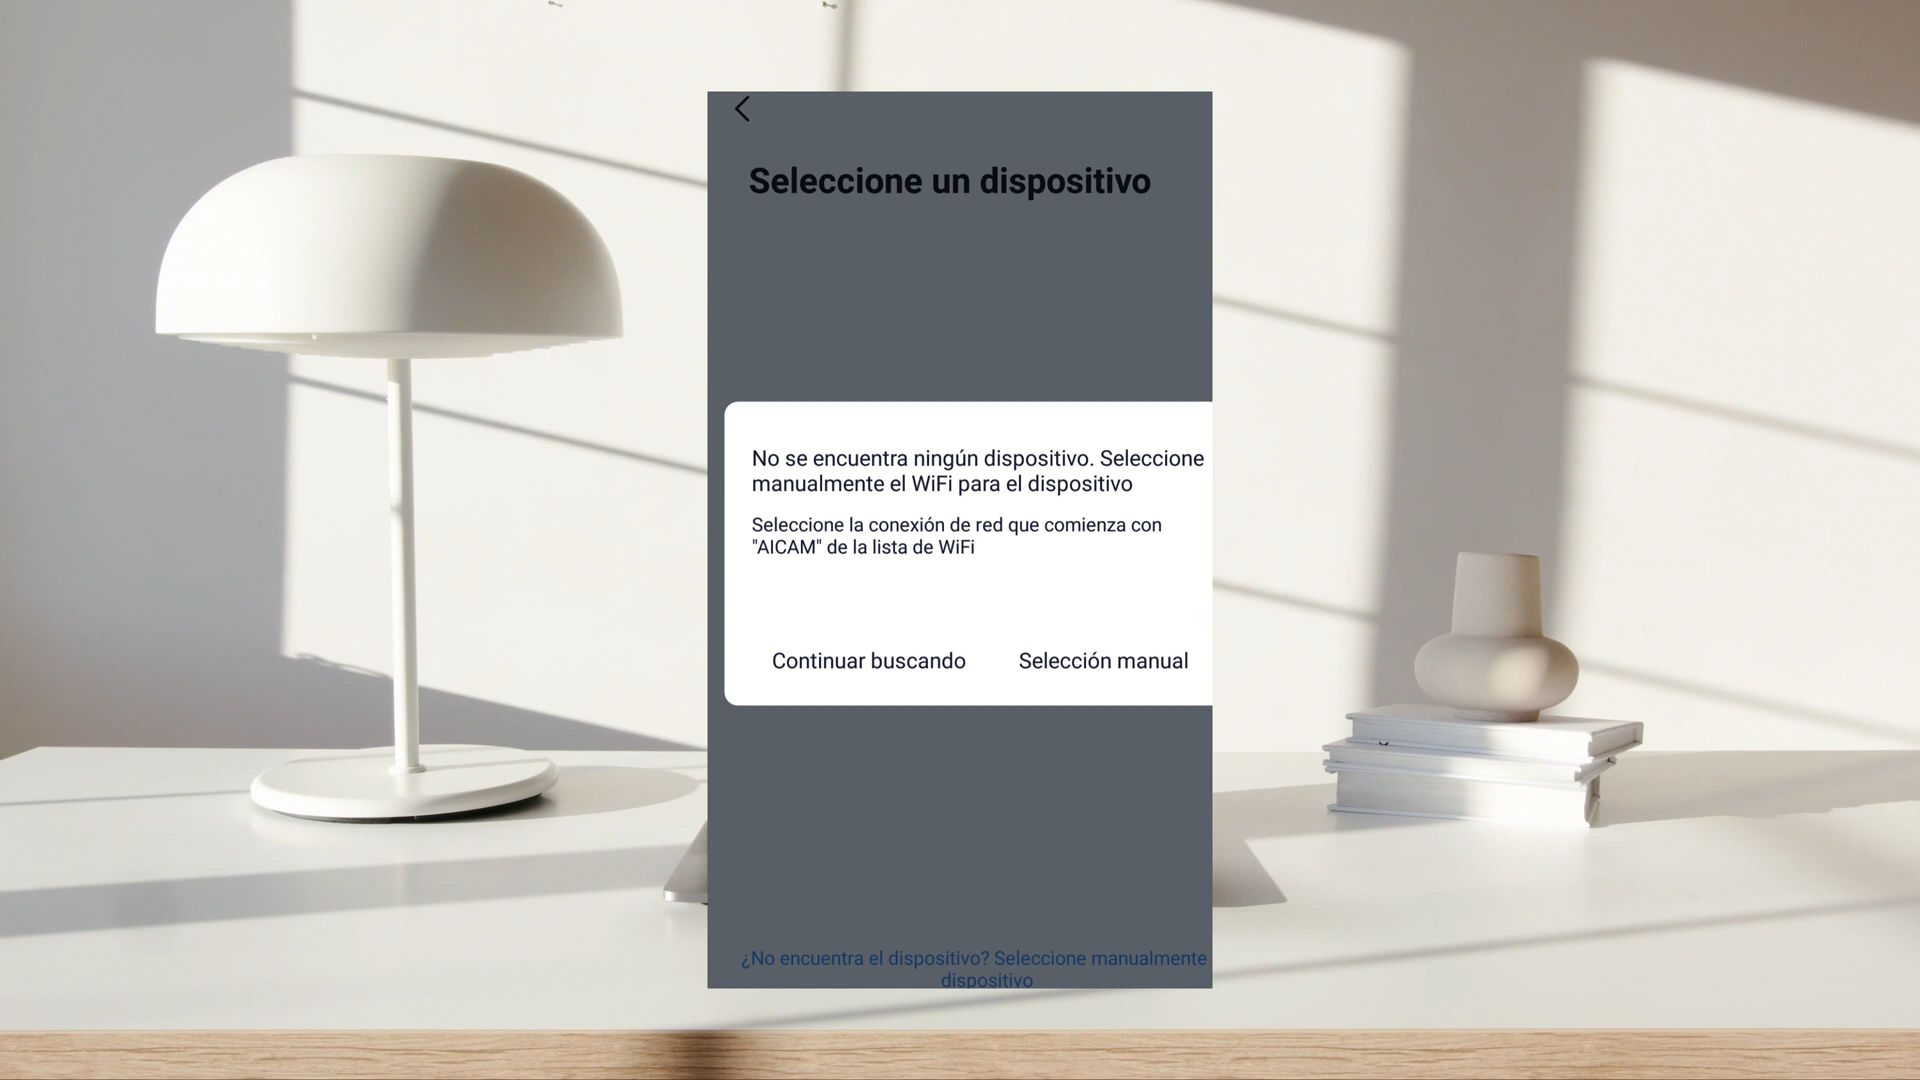 Seleccione un dispositivo
No se encuentra ningún dispositivo. Seleccione
manualmente el WiFi para el dispositivo
Seleccione la conexión de red que comienza con
"AICAM" de la lista de WiFi
Continuar buscando
Selección manual
¿No encuentra el dispositivo? Seleccione manualmente
dispositivo